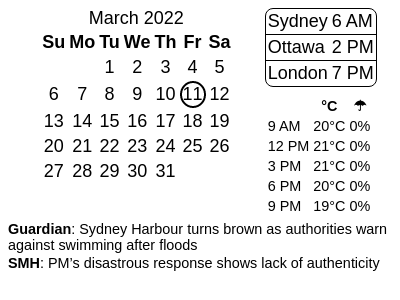 March 2022
Su Mo Tu We Th Fr Sa
1 2 3 4 5
6 7 8 9 10 11 12
13 14 15 16 17 18 19
20 21 22 23 24 25 26
27 28 29 30 31
Sydney 6 AM
Ottawa 2 PM
London 7 PM
°C ☂
9 AM 20°C 0%
12 PM 21°C 0%
3 PM 21°C 0%
6 PM 20°C 0%
9 PM 19°C 0%
Guardian: Sydney Harbour turns brown as authorities warn
against swimming after floods
SMH: PM’s disastrous response shows lack of authenticity